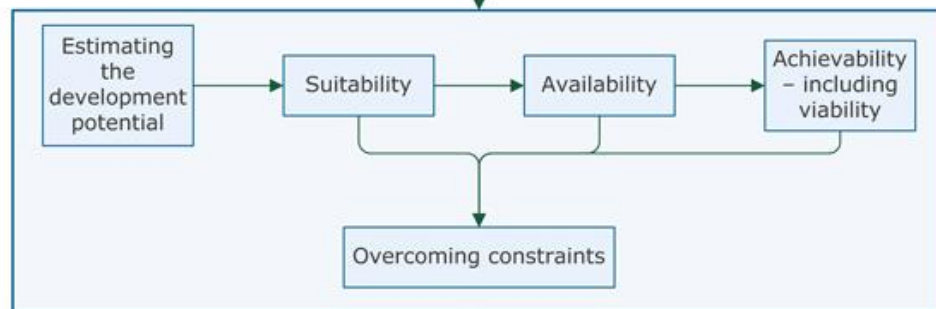 Estimating
the
development
potential
Suitability
Availability
Achievability
– including
viability
Overcoming constraints